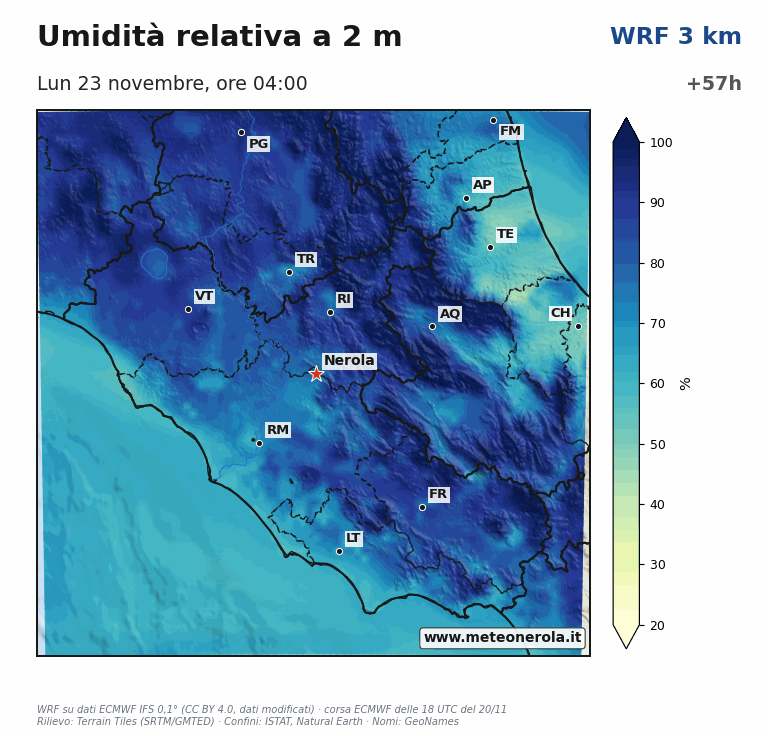 Umidità relativa a 2 m
WRF 3 km
Lun 23 novembre, ore 04:00
+57h
FM
PG
AP
TE
TR
VT
RI
AQ
CH
Nerola
RM
FR
LT
www.meteonerola.it
100
90
80
70
60
50
40
30
20
%
WRF su dati ECMWF IFS 0,1° (CC BY 4.0, dati modificati) · corsa ECMWF delle 18 UTC del 20/11
Rilievo: Terrain Tiles (SRTM/GMTED) · Confini: ISTAT, Natural Earth · Nomi: GeoNames